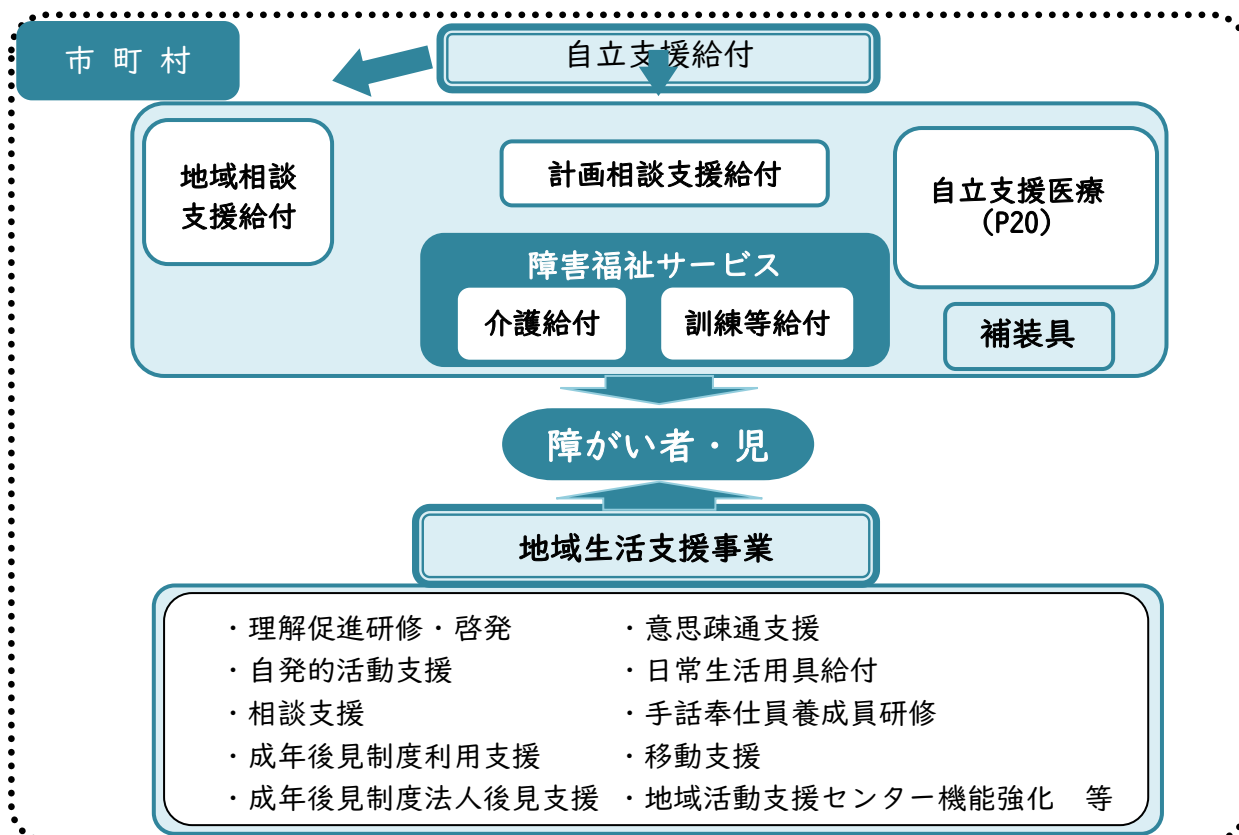 市町村
自立支援給付
地域相談
支援給付
計画相談支援給付
自立支援医療
(P20)
障害福祉サービス
介護給付
訓練等給付
補装具
障がい者・児
地域生活支援事業
・理解促進研修・啓発
・自発的活動支援
・相談支援
・成年後見制度利用支援
・成年後見制度法人後見支援
・意思疎通支援
・日常生活用具給付
・手話奉仕員養成員研修
・移動支援
・地域活動支援センター機能強化　等